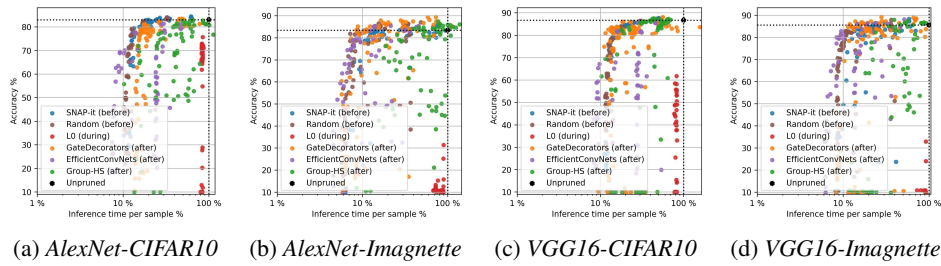 Accuracy %
80
70
60
50
40
30
20
10
SNAP-it (before)
Random (before)
L0 (during)
GateDecorators (after)
EfficientConvNets (after)
Group-HS (after)
Unpruned
1 %
10 %
100 %
Inference time per sample %
Accuracy %
90
80
70
60
50
40
30
20
10
SNAP-it (before)
Random (before)
L0 (during)
GateDecorators (after)
EfficientConvNets (after)
Group-HS (after)
Unpruned
1 %
10 %
100 %
Inference time per sample %
Accuracy %
90
80
70
60
50
40
30
20
10
SNAP-it (before)
Random (before)
L0 (during)
GateDecorators (after)
EfficientConvNets (after)
Group-HS (after)
Unpruned
1 %
10 %
100 %
Inference time per sample %
Accuracy %
90
80
70
60
50
40
30
20
10
SNAP-it (before)
Random (before)
L0 (during)
GateDecorators (after)
EfficientConvNets (after)
Group-HS (after)
Unpruned
1 %
10 %
100 %
Inference time per sample %
(a) AlexNet-CIFAR10
(b) AlexNet-Imagnette
(c) VGG16-CIFAR10
(d) VGG16-Imagnette